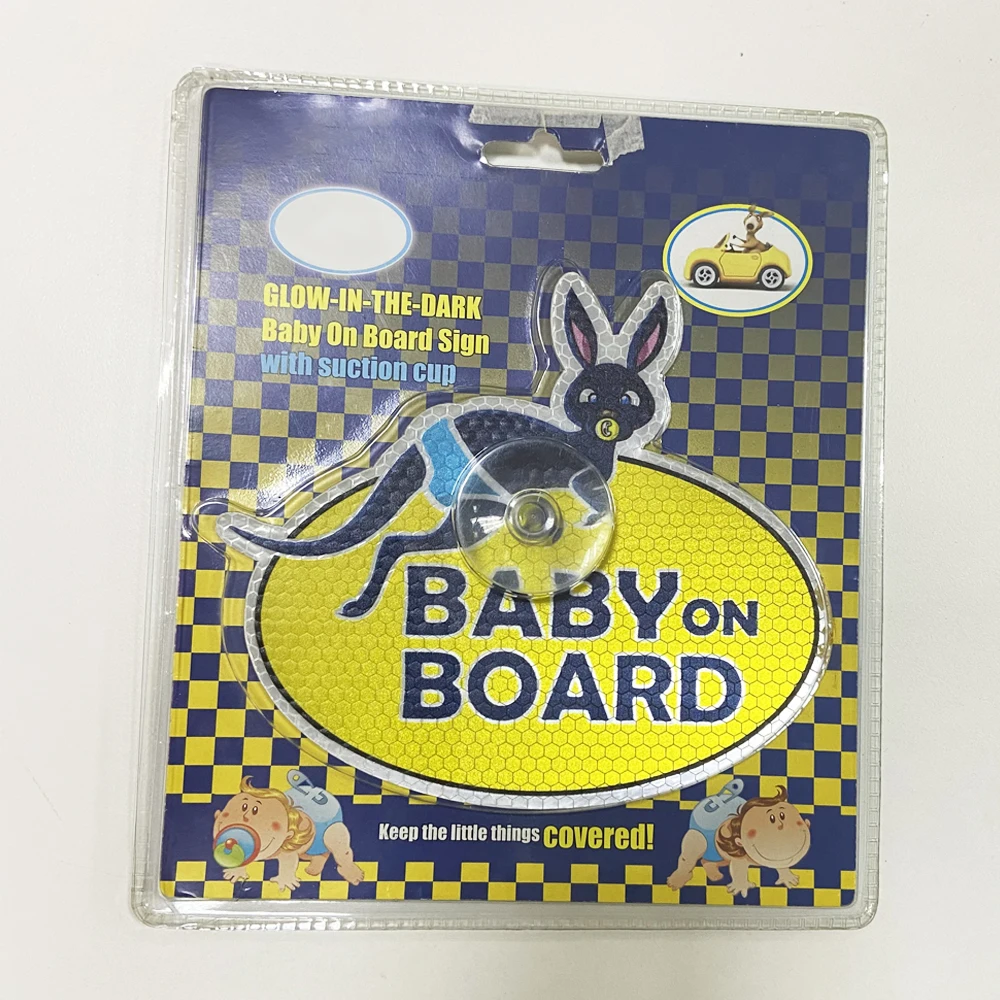 GLOW-IN-THE-DARK
Baby On Board Sign
with suction cup
BABY ON
BOARD
Keep the little things covered!